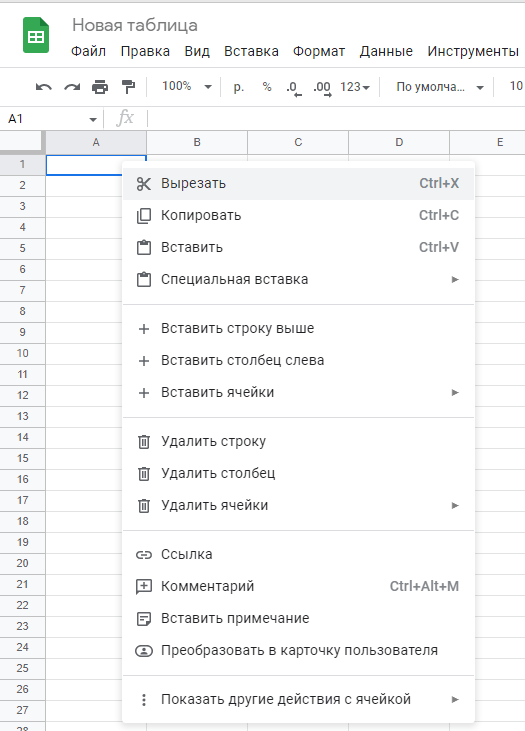 Новая таблица
Файл Правка Вид Вставка Формат Данные Инструменты
100% р. % .0 .00 123 По умолча... 10
A1 fx
A B C D E
1
2
3
4
5
6
7
8
9
10
11
12
13
14
15
16
17
18
19
20
21
22
23
24
25
26
27
28
Вырезать Ctrl+X
Копировать Ctrl+C
Вставить Ctrl+V
Специальная вставка
Вставить строку выше
Вставить столбец слева
Вставить ячейки
Удалить строку
Удалить столбец
Удалить ячейки
Ссылка
Комментарий Ctrl+Alt+M
Вставить примечание
Преобразовать в карточку пользователя
Показать другие действия с ячейкой